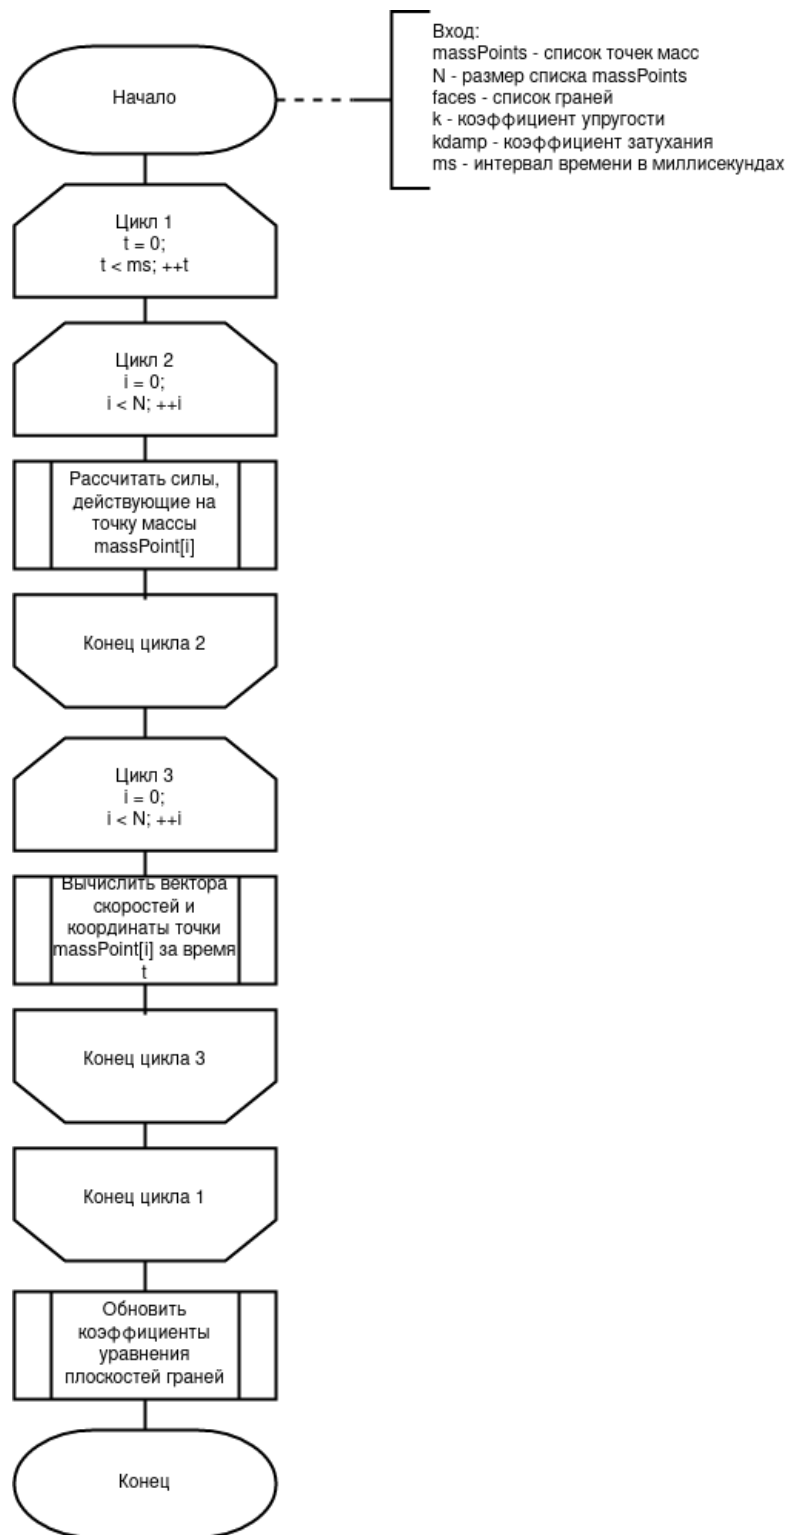 Вход:
massPoints - список точек масс
N - размер списка massPoints
faces - список граней
k - коэффициент упругости
kdamp - коэффициент затухания
ms - интервал времени в миллисекундах
Начало
Цикл 1
t = 0;
t < ms; ++t
Цикл 2
i = 0;
i < N; ++i
Рассчитать силы,
действующие на
точку массы
massPoint[i]
Конец цикла 2
Цикл 3
i = 0;
i < N; ++i
Вычислить вектора
скоростей и
координаты точки
massPoint[i] за время
t
Конец цикла 3
Конец цикла 1
Обновить
коэффициенты
уравнения
плоскостей граней
Конец